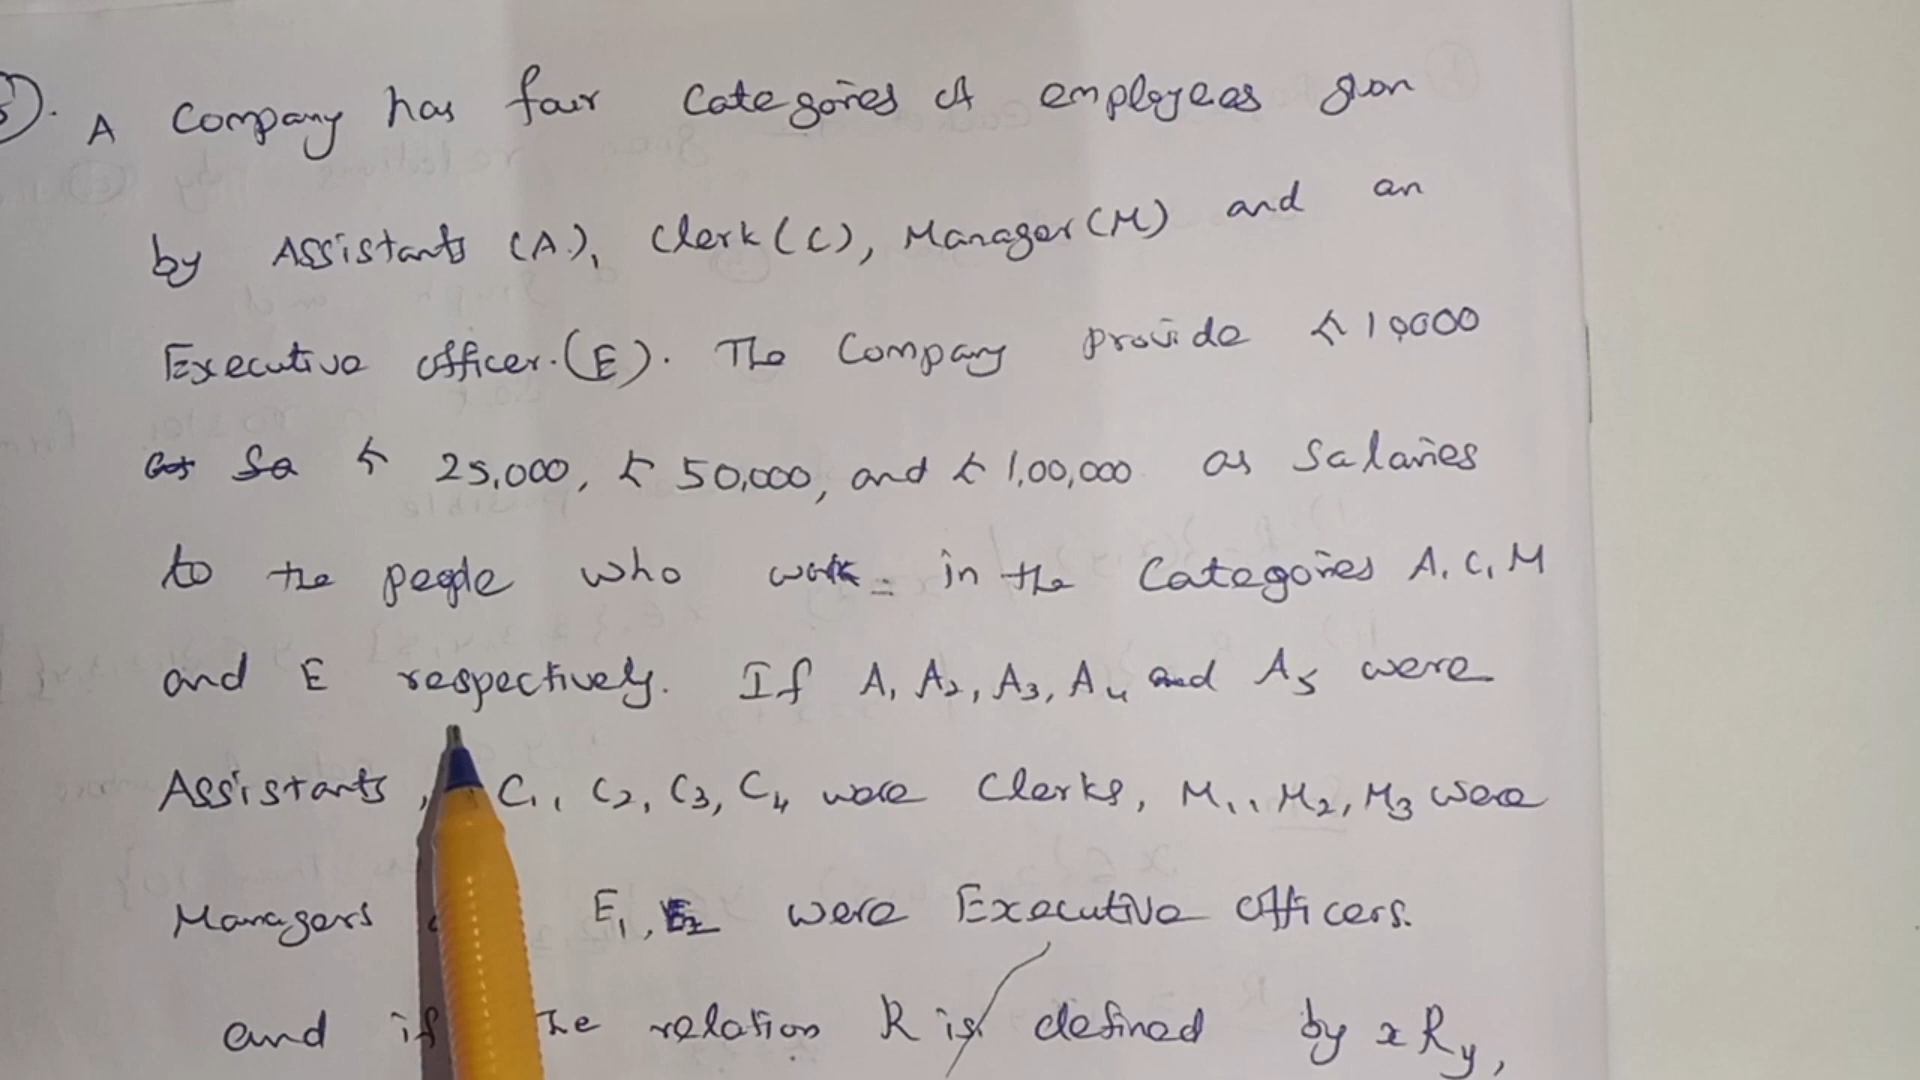 A Company has four Categories of employees given
by Assistants (A), Clerk (C), Manager (M) and an
Executive officer. (E). The Company provide ₹ 10,000
₹ 25,000, ₹ 50,000, and ₹ 1,00,000 as Salaries
to the people who work in the Categories A, C, M
and E respectively. If A, A2, A3, A4 and A5 were
Assistants, C1, C2, C3, C4 were Clerks, M1, M2, M3 were
Managers E1, E2 were Executive officers.
and if the relation R is defined by x R y,